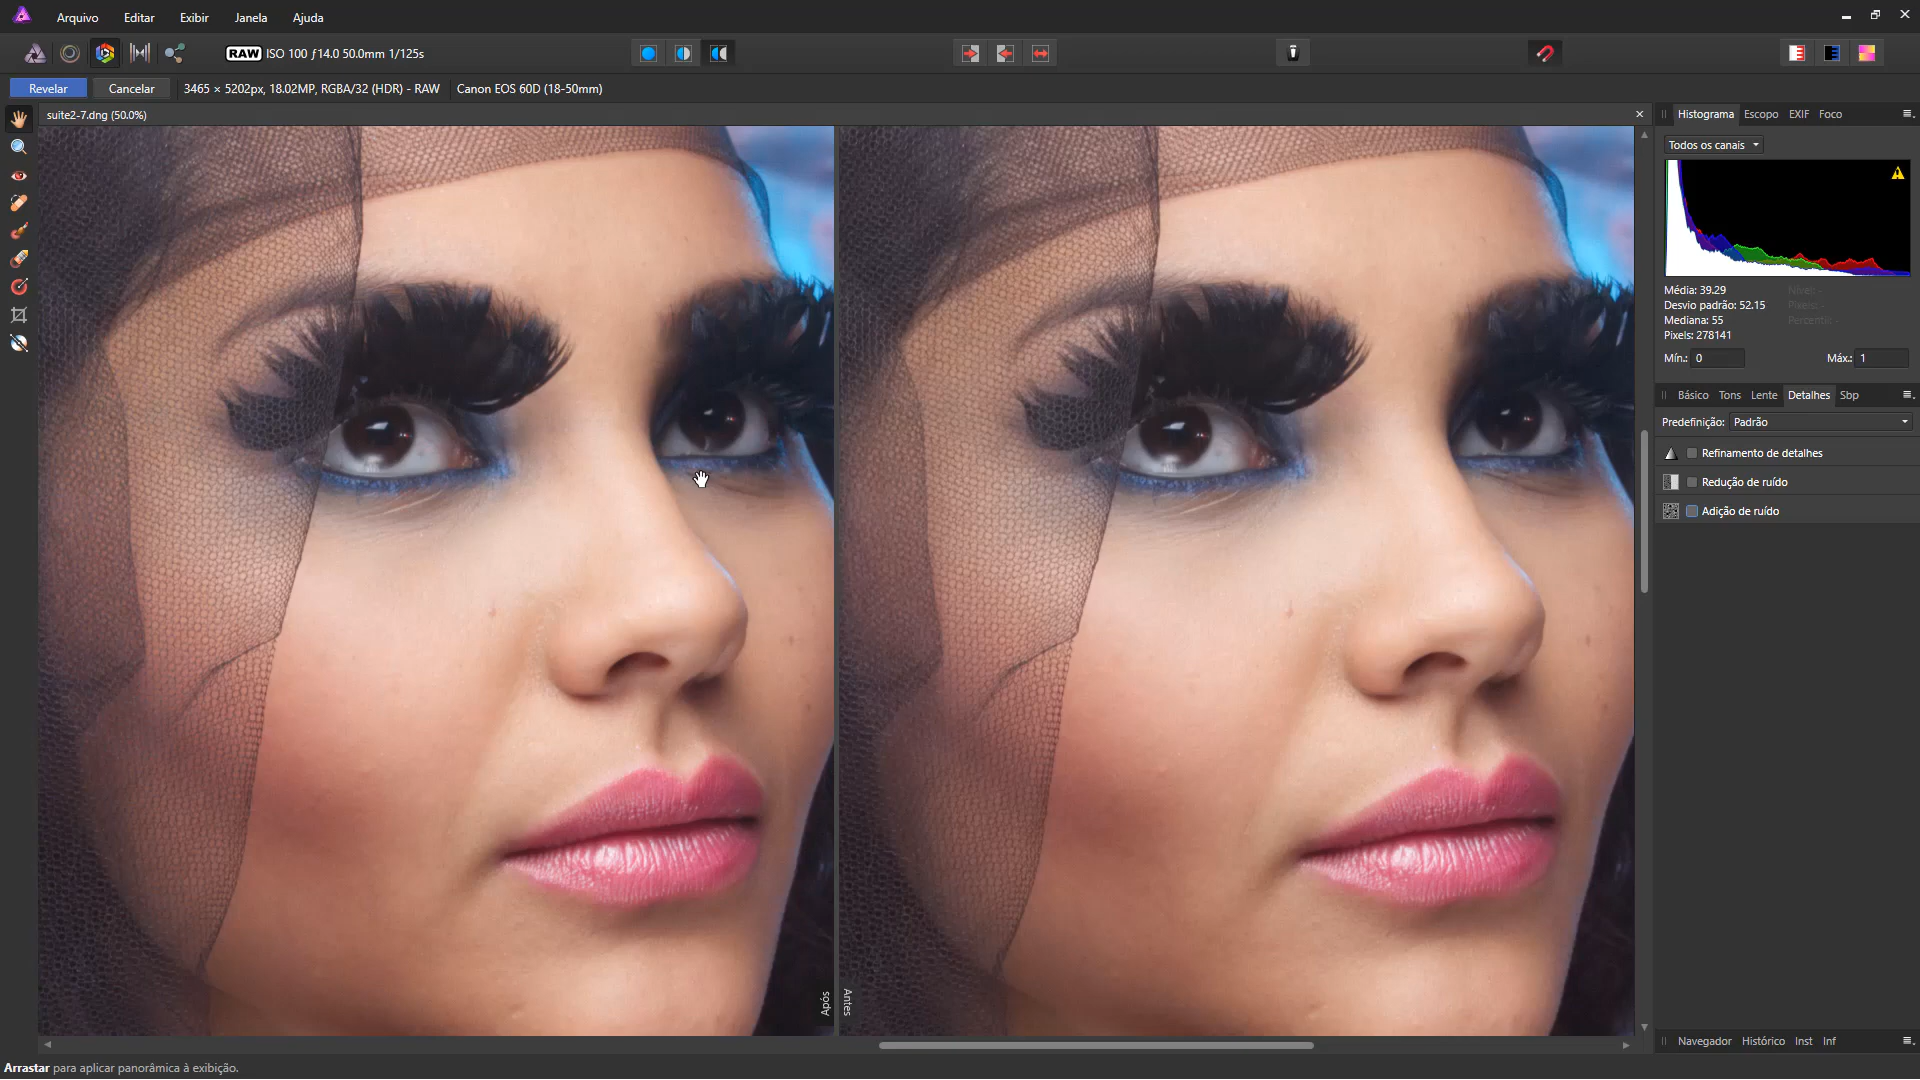 Arquivo Editar Exibir Janela Ajuda
RAW ISO 100 ƒ14.0 50.0mm 1/125s
Revelar Cancelar 3465 × 5202px, 18.02MP, RGBA/32 (HDR) - RAW Canon EOS 60D (18-50mm)
suite2-7.dng (50.0%)
Histograma Escopo EXIF Foco
Todos os canais
Média: 39.29 Nível: -
Desvio padrão: 52.15 Pixels: -
Mediana: 55 Percentil: -
Pixels: 278141
Mín.: 0 Máx.: 1
Básico Tons Lente Detalhes Sbp
Predefinição: Padrão
Refinamento de detalhes
Redução de ruído
Adição de ruído
Após
Antes
Navegador Histórico Inst Inf
Arrastar para aplicar panorâmica à exibição.